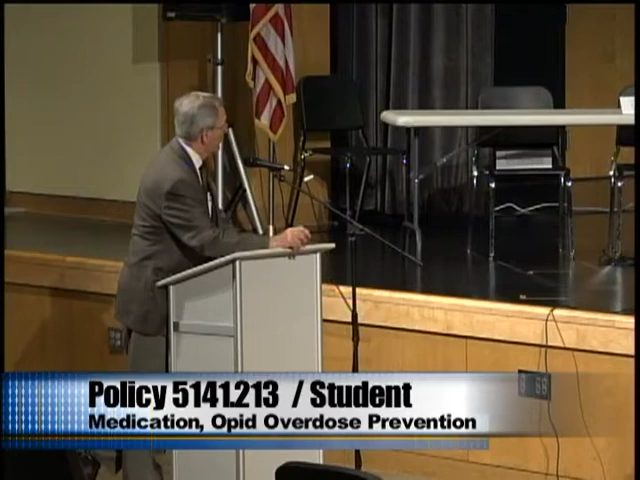 Policy 5141.213 / Student
Medication, Opid Overdose Prevention